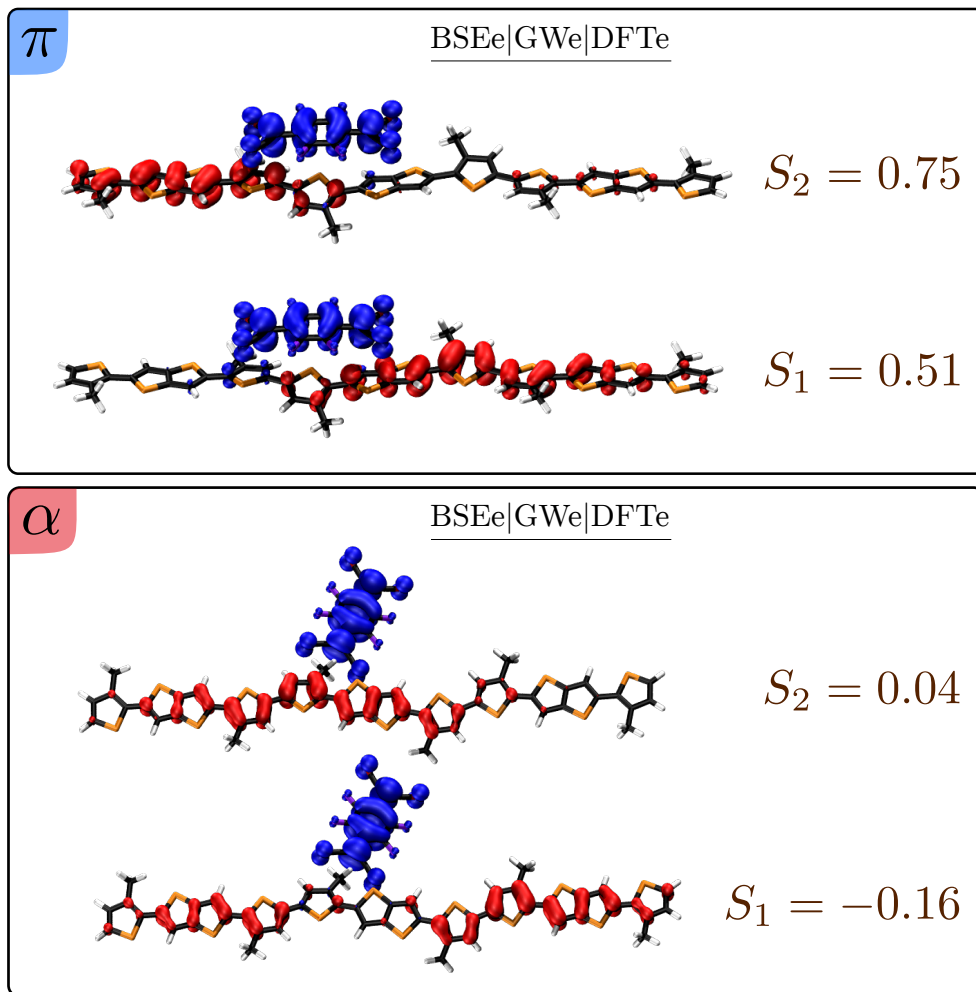 π
BSEe|GWe|DFTe
S₂ = 0.75
S₁ = 0.51
α
BSEe|GWe|DFTe
S₂ = 0.04
S₁ = −0.16